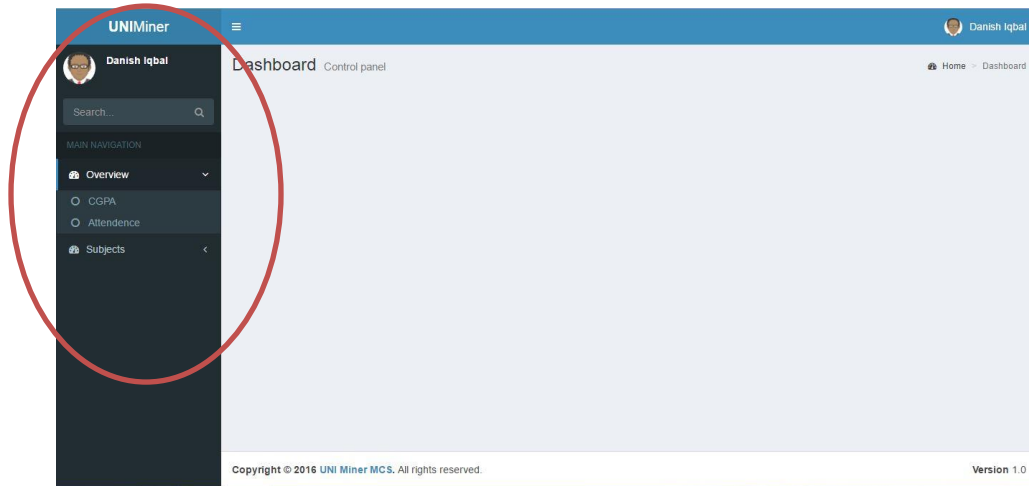 UNIMiner
Danish Iqbal
Danish Iqbal
Search...
MAIN NAVIGATION
Overview
CGPA
Attendence
Subjects
Dashboard Control panel
Home > Dashboard
Copyright © 2016 UNI Miner MCS. All rights reserved.
Version 1.0